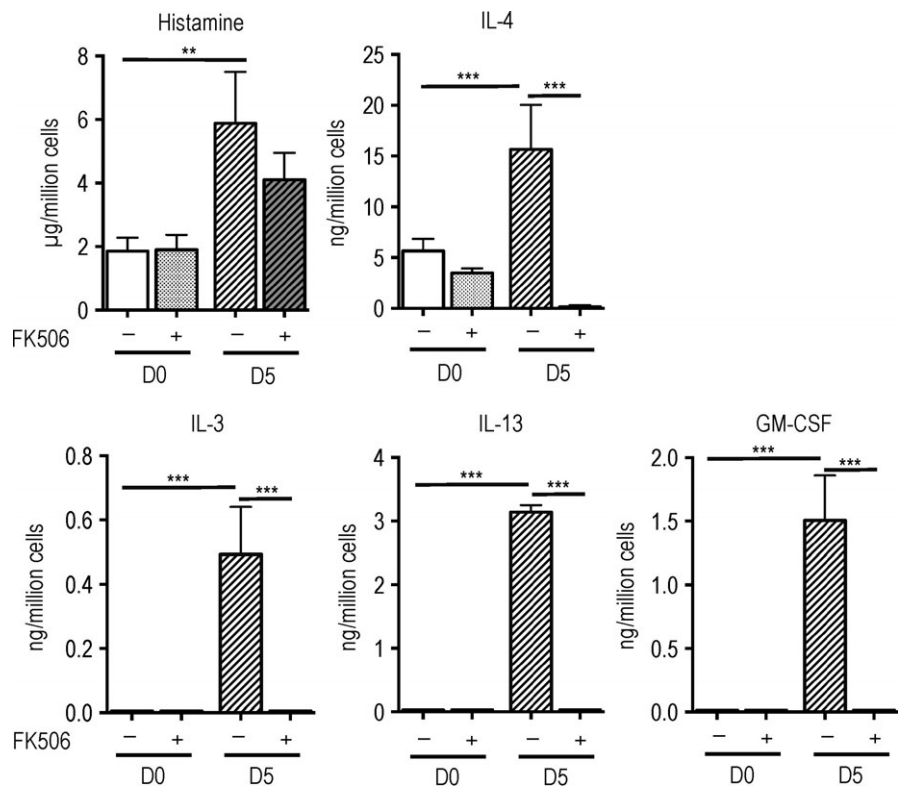 Histamine
**
8
6
4
2
0
µg/million cells
FK506
− + − +
D0 D5
IL-4
*** ***
25
20
15
10
5
0
ng/million cells
− + − +
D0 D5
IL-3
*** ***
0.8
0.6
0.4
0.2
0.0
ng/million cells
FK506
− + − +
D0 D5
IL-13
*** ***
4
3
2
1
0
ng/million cells
− + − +
D0 D5
GM-CSF
*** ***
2.0
1.5
1.0
0.5
0.0
ng/million cells
− + − +
D0 D5